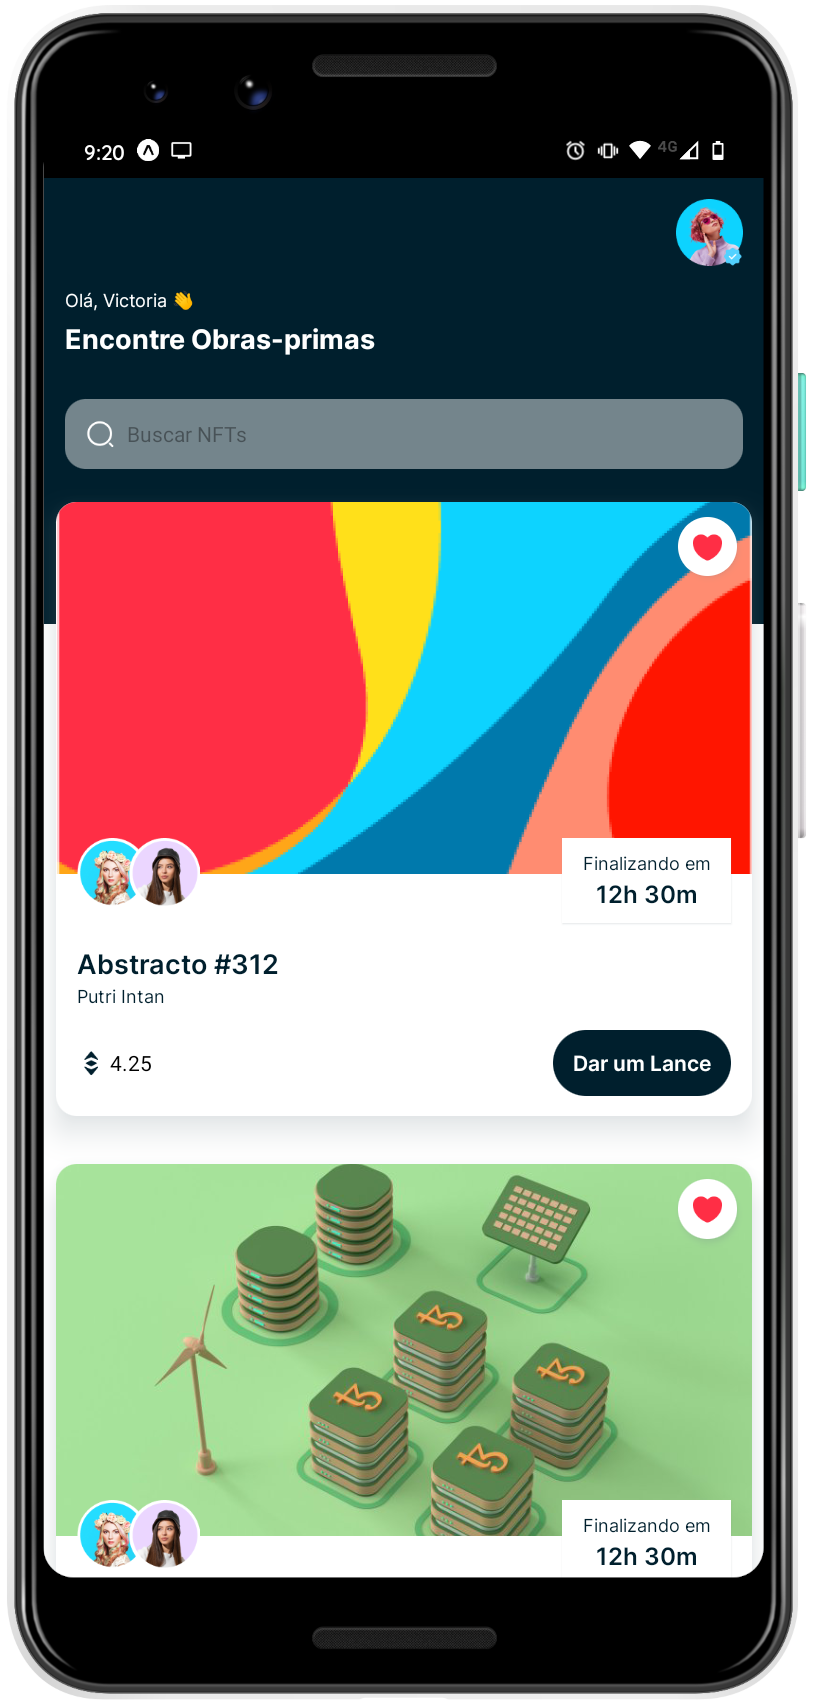 9:20
4G
Olá, Victoria 👋
Encontre Obras-primas
Buscar NFTs
Finalizando em
12h 30m
Abstracto #312
Putri Intan
4.25
Dar um Lance
Finalizando em
12h 30m